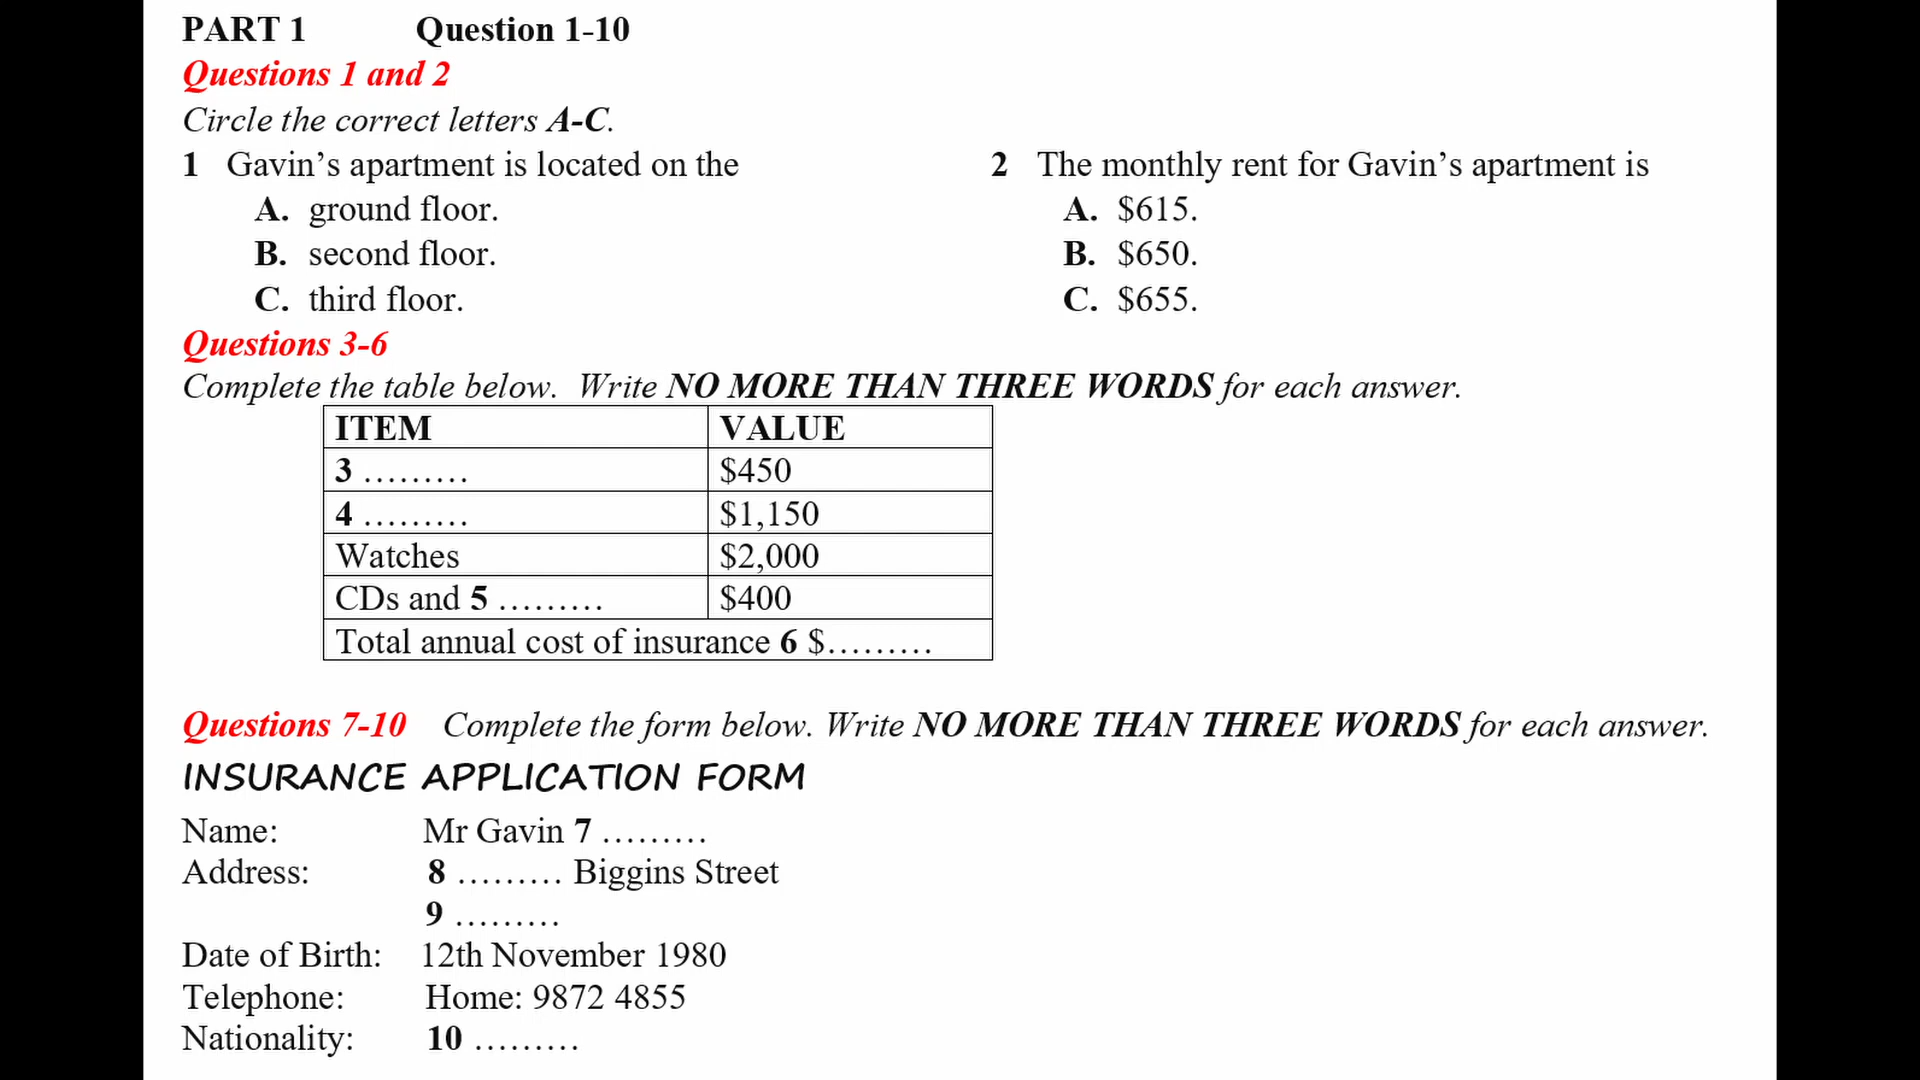 PART 1 Question 1-10
Questions 1 and 2
Circle the correct letters A-C.
1 Gavin's apartment is located on the
A. ground floor.
B. second floor.
C. third floor.
2 The monthly rent for Gavin's apartment is
A. $615.
B. $650.
C. $655.
Questions 3-6
Complete the table below. Write NO MORE THAN THREE WORDS for each answer.
ITEM VALUE
3 ……… $450
4 ……… $1,150
Watches $2,000
CDs and 5 ……… $400
Total annual cost of insurance 6 $………
Questions 7-10 Complete the form below. Write NO MORE THAN THREE WORDS for each answer.
INSURANCE APPLICATION FORM
Name: Mr Gavin 7 ………
Address: 8 ……… Biggins Street
9 ………
Date of Birth: 12th November 1980
Telephone: Home: 9872 4855
Nationality: 10 ………